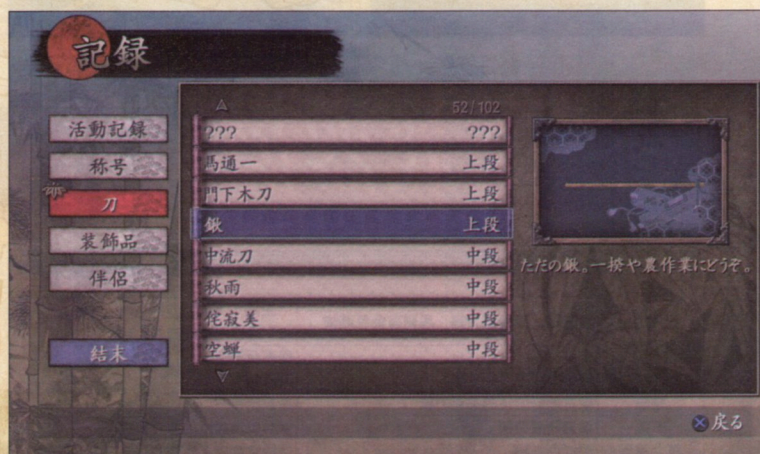 記録
活動記録
称号
刀
装飾品
伴侶
結末
52/102
??? ???
馬通一 上段
門下木刀 上段
鍬 上段
中流刀 中段
秋雨 中段
侘寂美 中段
空蝉 中段
ただの鍬。一揆や農作業にどうぞ。
戻る